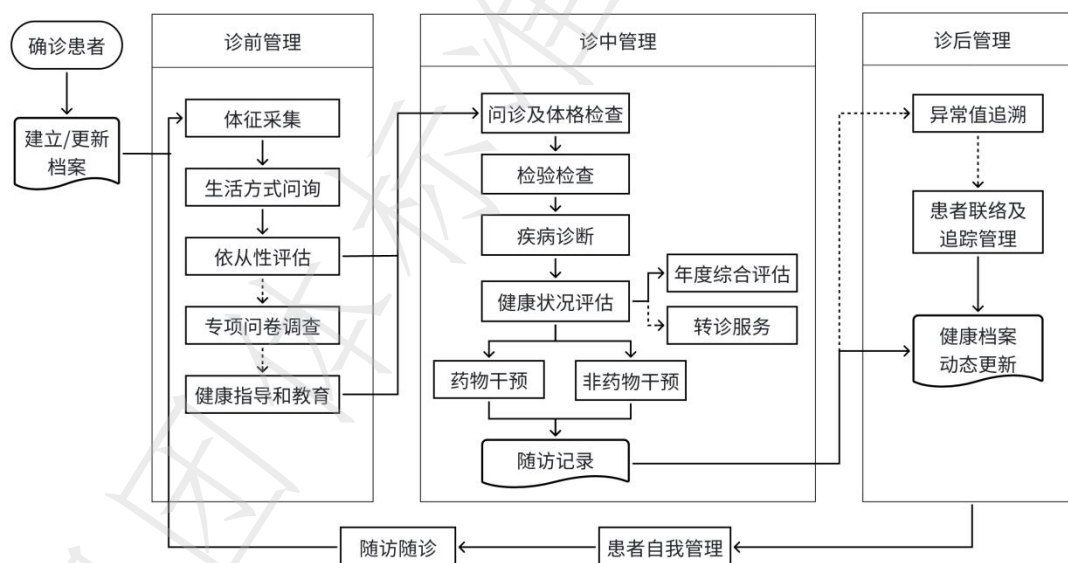 确诊患者
建立/更新
档案
诊前管理
体征采集
生活方式问询
依从性评估
专项问卷调查
健康指导和教育
诊中管理
问诊及体格检查
检验检查
疾病诊断
健康状况评估
年度综合评估
转诊服务
药物干预
非药物干预
随访记录
诊后管理
异常值追溯
患者联络及
追踪管理
健康档案
动态更新
随访随诊
患者自我管理
团体标准